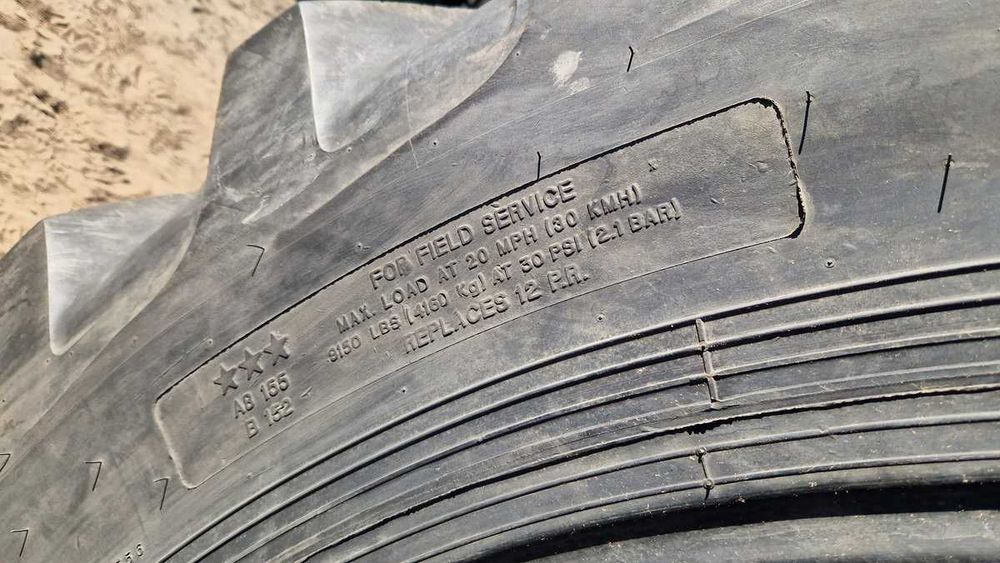 FOR FIELD SERVICE
MAX. LOAD AT 20 MPH (30 KMH)
9150 LBS (4160 Kg) AT 30 PSI (2.1 BAR)
REPLACES 12 P.R.
★★★
A8 155
B 152